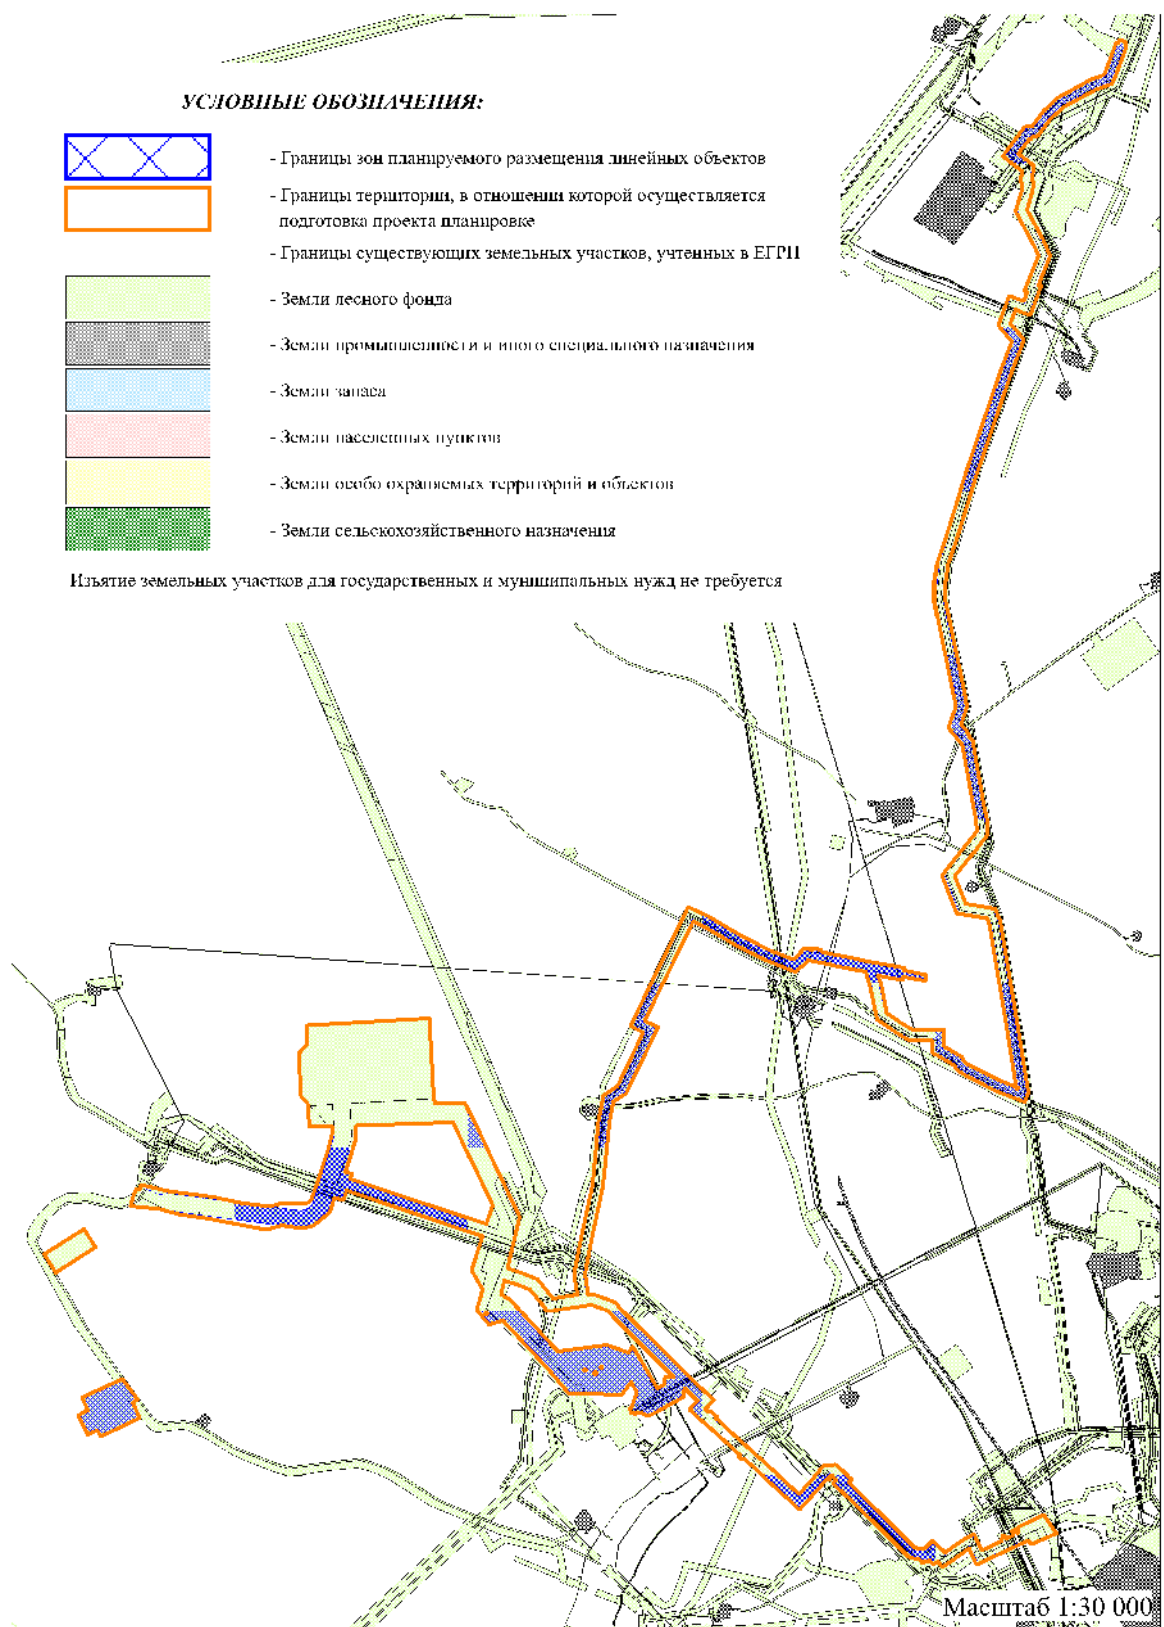 УСЛОВНЫЕ ОБОЗНАЧЕНИЯ:
- Границы зон планируемого размещения линейных объектов
- Границы территории, в отношении которой осуществляется
подготовка проекта планировке
- Границы существующих земельных участков, учтенных в ЕГРН
- Земли лесного фонда
- Земли промышленности и иного специального назначения
- Земли запаса
- Земли населенных пунктов
- Земли особо охраняемых территорий и объектов
- Земли сельскохозяйственного назначения
Изъятие земельных участков для государственных и муниципальных нужд не требуется
Масштаб 1:30 000